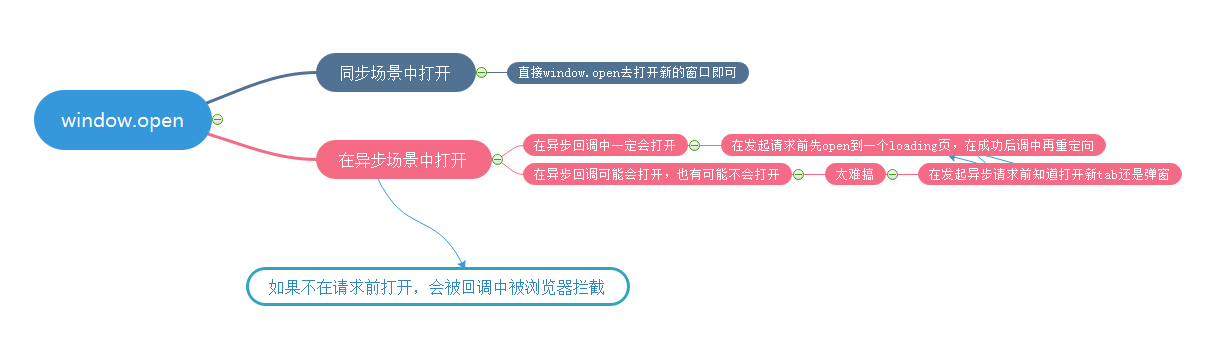 window.open
同步场景中打开
直接window.open去打开新的窗口即可
在异步场景中打开
在异步回调中一定会打开
在发起请求前先open到一个loading页，在成功后调中再重定向
在异步回调可能会打开，也有可能不会打开
太难搞
在发起异步请求前知道打开新tab还是弹窗
如果不在请求前打开，会被回调中被浏览器拦截